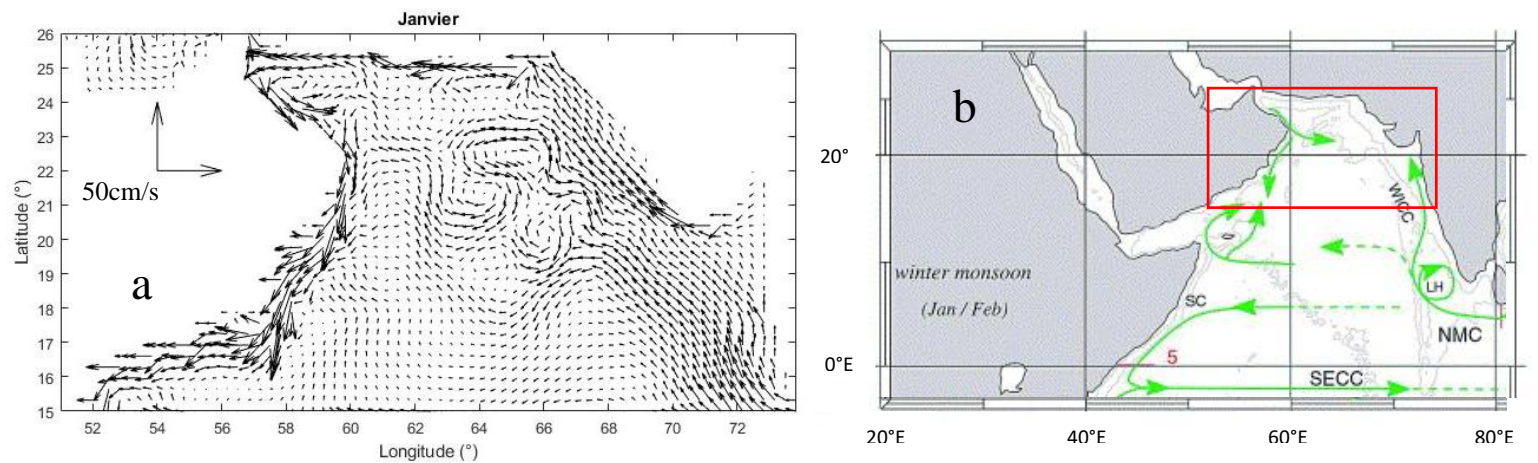 Janvier
26
25
24
23
22
21
20
19
18
17
16
15
Latitude (°)
50cm/s
a
52 54 56 58 60 62 64 66 68 70 72
Longitude (°)
b
20°
WICC
winter monsoon
(Jan / Feb)
LH
SC
NMC
5
0°E
SECC
20°E 40°E 60°E 80°E